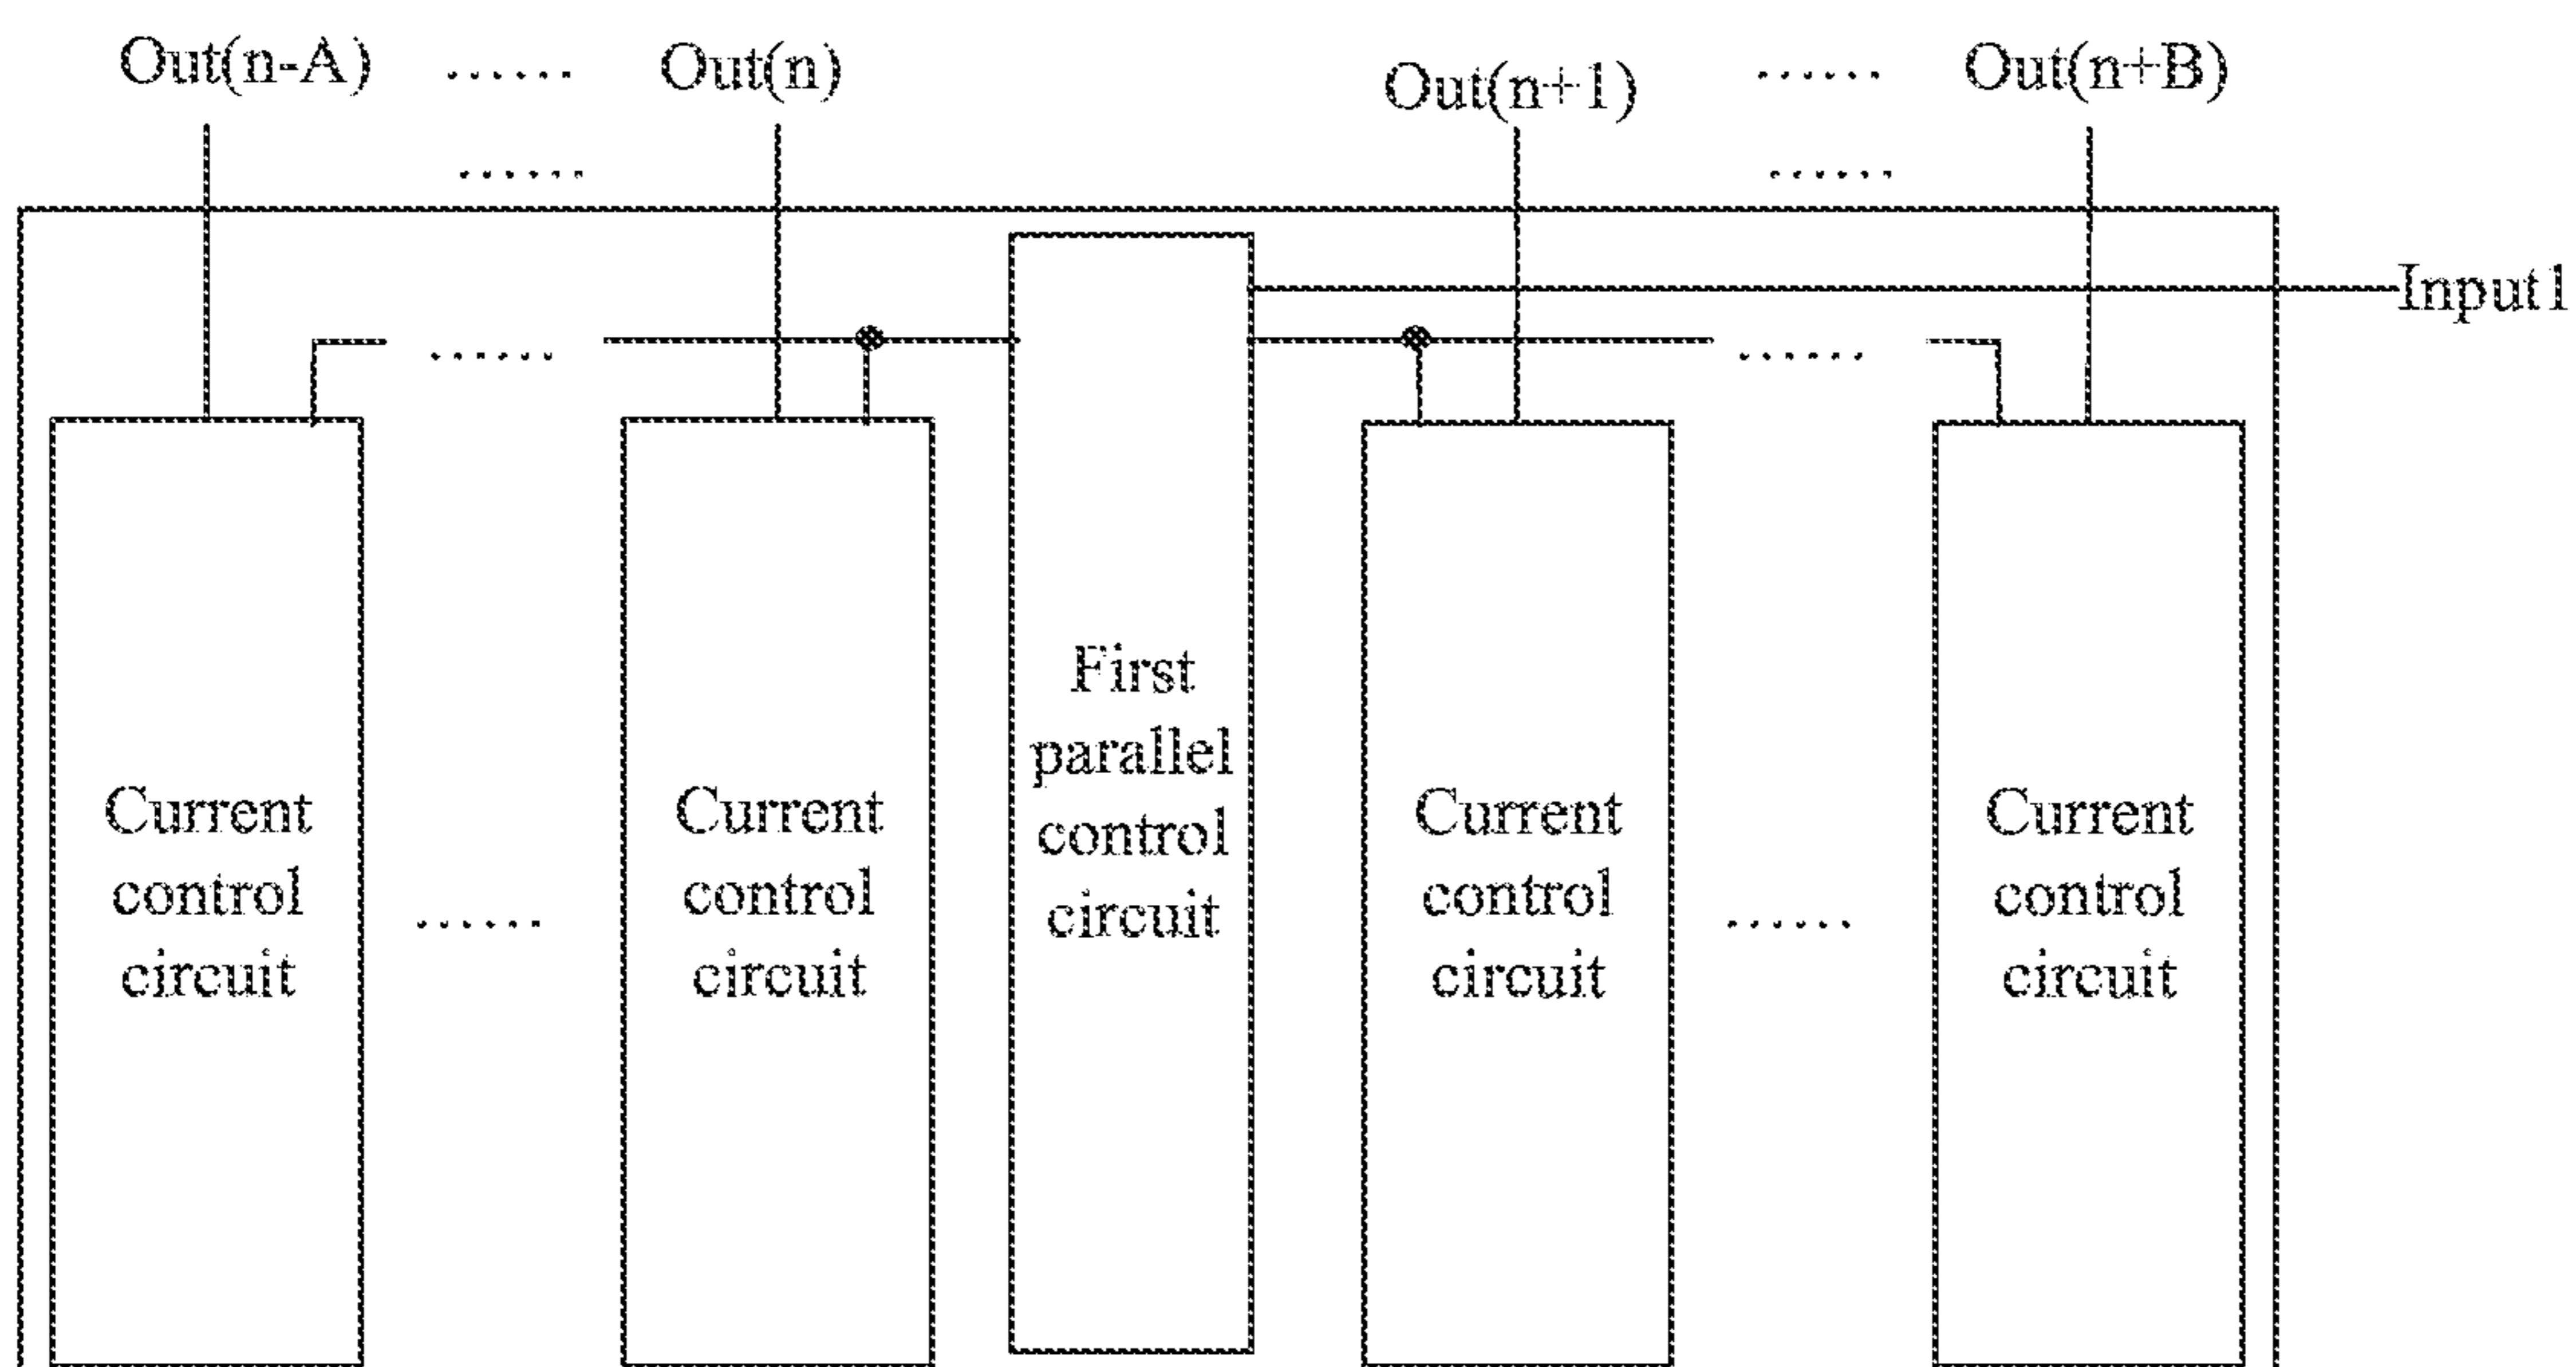 Out(n-A) ...... Out(n) Out(n+1) ...... Out(n+B)
...... ......
Input1
...... ......
Current
control
circuit
......
Current
control
circuit
First
parallel
control
circuit
Current
control
circuit
......
Current
control
circuit